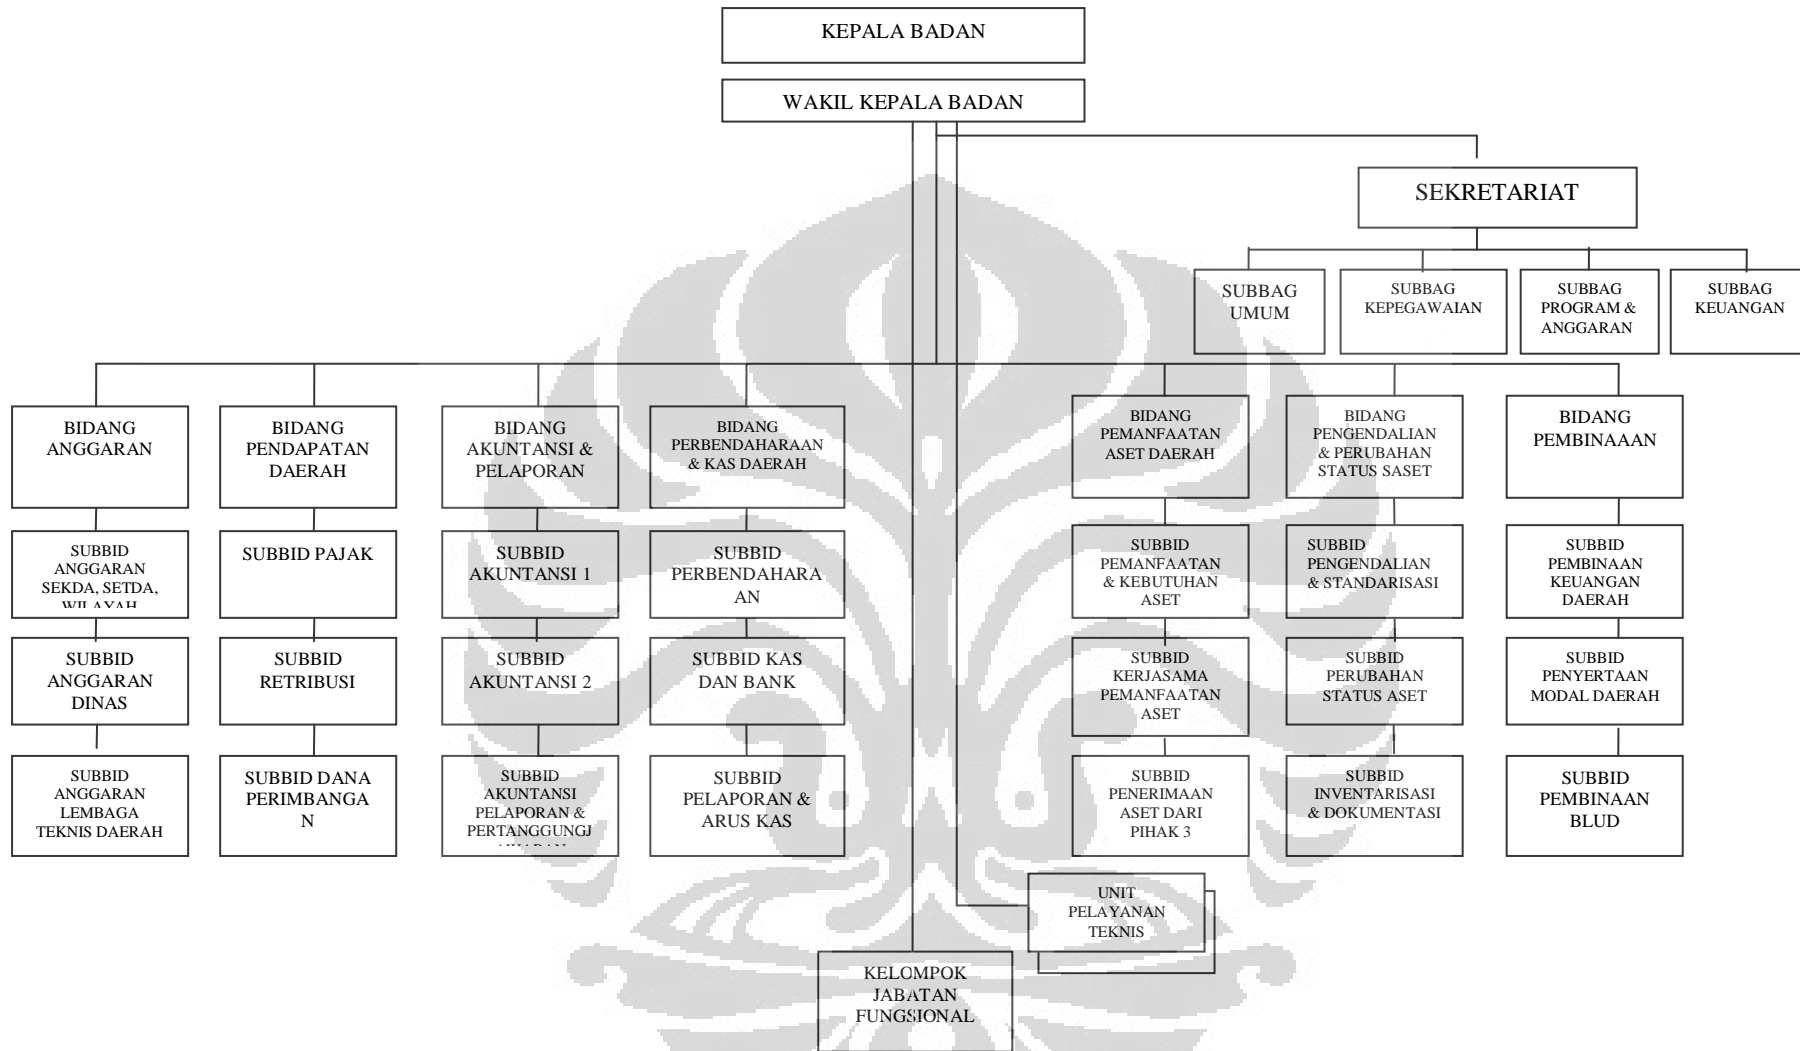 KEPALA BADAN
WAKIL KEPALA BADAN
SEKRETARIAT
SUBBAG
UMUM
SUBBAG
KEPEGAWAIAN
SUBBAG
PROGRAM &
ANGGARAN
SUBBAG
KEUANGAN
BIDANG
ANGGARAN
BIDANG
PENDAPATAN
DAERAH
BIDANG
AKUNTANSI &
PELAPORAN
BIDANG
PERBENDAHARAAN
& KAS DAERAH
BIDANG
PEMANFAATAN
ASET DAERAH
BIDANG
PENGENDALIAN
& PERUBAHAN
STATUS SASET
BIDANG
PEMBINAAAN
SUBBID
ANGGARAN
SEKDA, SETDA,
WILAYAH
SUBBID PAJAK
SUBBID
AKUNTANSI 1
SUBBID
PERBENDAHARA
AN
SUBBID
PEMANFAATAN
& KEBUTUHAN
ASET
SUBBID
PENGENDALIAN
& STANDARISASI
SUBBID
PEMBINAAN
KEUANGAN
DAERAH
SUBBID
ANGGARAN
DINAS
SUBBID
RETRIBUSI
SUBBID
AKUNTANSI 2
SUBBID KAS
DAN BANK
SUBBID
KERJASAMA
PEMANFAATAN
ASET
SUBBID
PERUBAHAN
STATUS ASET
SUBBID
PENYERTAAN
MODAL DAERAH
SUBBID
ANGGARAN
LEMBAGA
TEKNIS DAERAH
SUBBID DANA
PERIMBANGA
N
SUBBID
AKUNTANSI
PELAPORAN &
PERTANGGUNGJ
SUBBID
PELAPORAN &
ARUS KAS
SUBBID
PENERIMAAN
ASET DARI
PIHAK 3
SUBBID
INVENTARISASI
& DOKUMENTASI
SUBBID
PEMBINAAN
BLUD
UNIT
PELAYANAN
TEKNIS
KELOMPOK
JABATAN
FUNGSIONAL